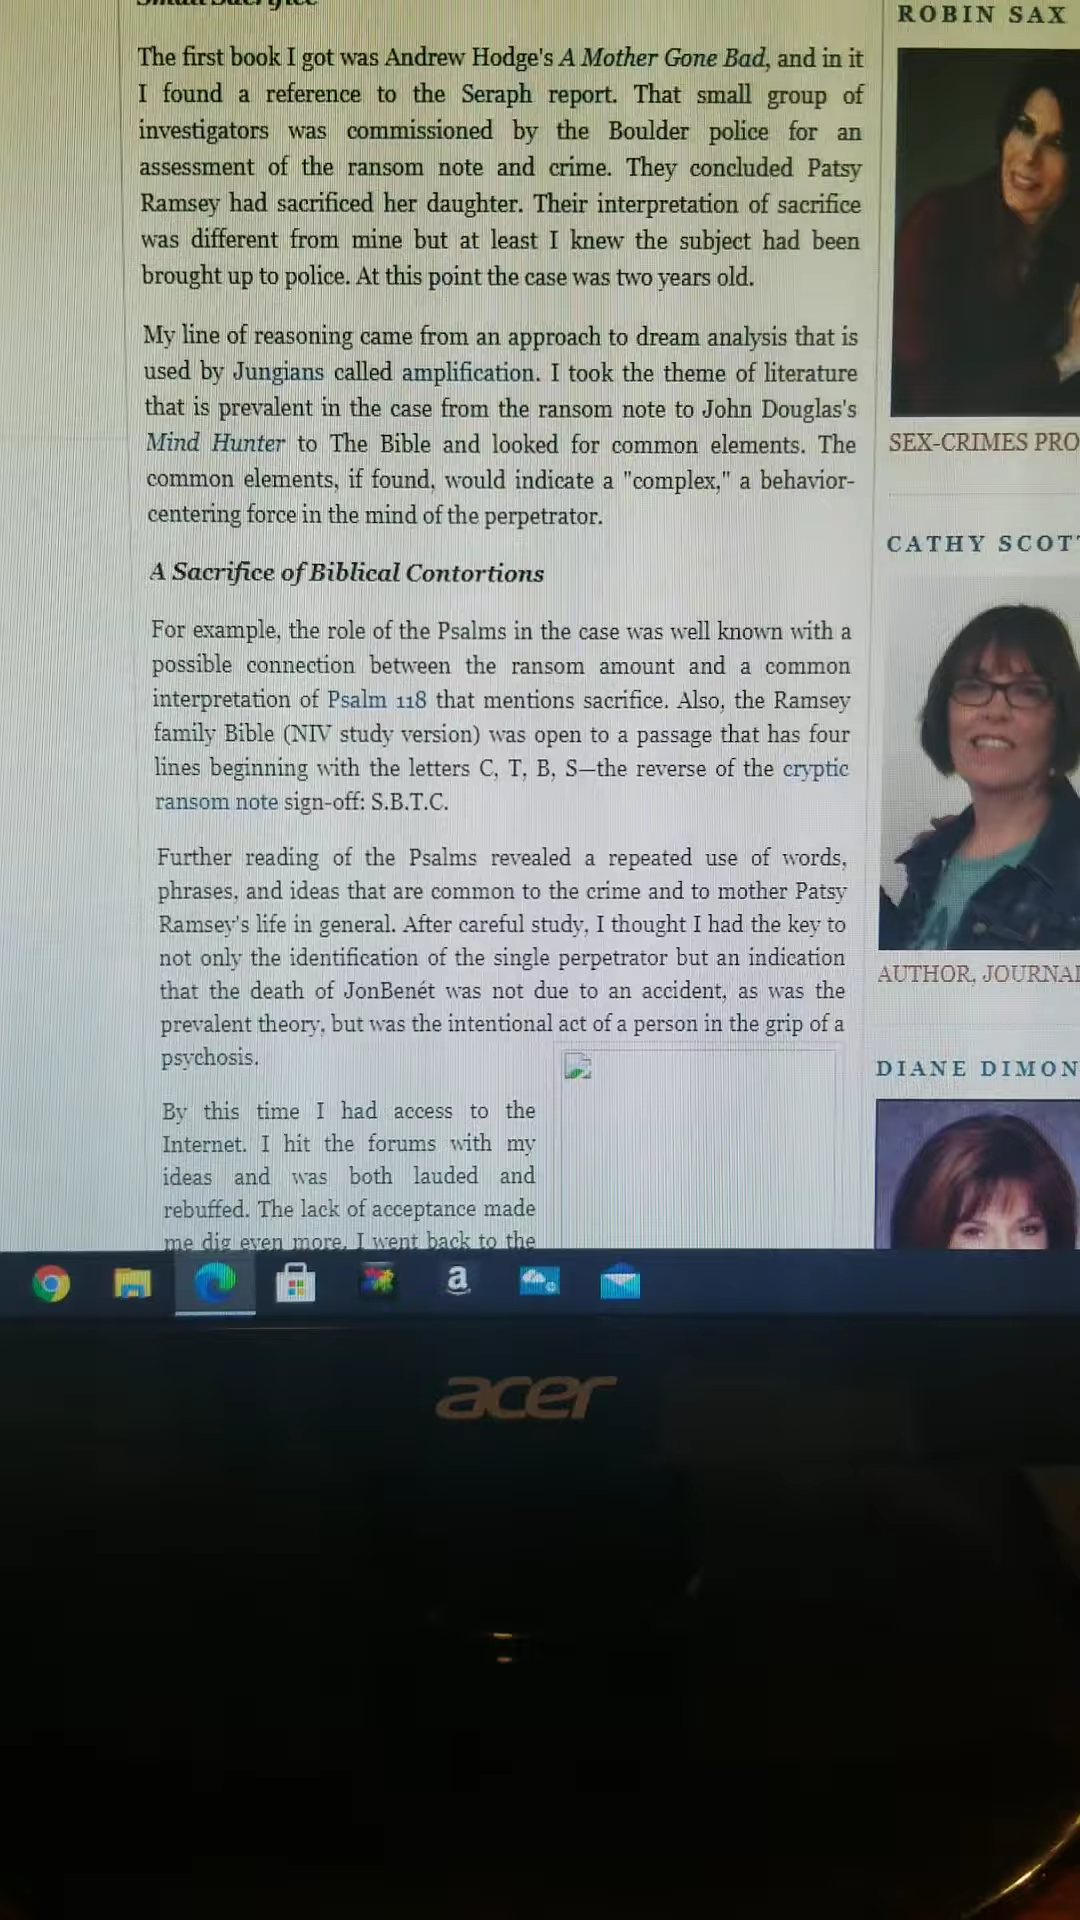 Small Sacrifice
The first book I got was Andrew Hodge's A Mother Gone Bad, and in it
I found a reference to the Seraph report. That small group of
investigators was commissioned by the Boulder police for an
assessment of the ransom note and crime. They concluded Patsy
Ramsey had sacrificed her daughter. Their interpretation of sacrifice
was different from mine but at least I knew the subject had been
brought up to police. At this point the case was two years old.
My line of reasoning came from an approach to dream analysis that is
used by Jungians called amplification. I took the theme of literature
that is prevalent in the case from the ransom note to John Douglas's
Mind Hunter to The Bible and looked for common elements. The
common elements, if found, would indicate a "complex," a behavior-
centering force in the mind of the perpetrator.
A Sacrifice of Biblical Contortions
For example, the role of the Psalms in the case was well known with a
possible connection between the ransom amount and a common
interpretation of Psalm 118 that mentions sacrifice. Also, the Ramsey
family Bible (NIV study version) was open to a passage that has four
lines beginning with the letters C, T, B, S—the reverse of the cryptic
ransom note sign-off: S.B.T.C.
Further reading of the Psalms revealed a repeated use of words,
phrases, and ideas that are common to the crime and to mother Patsy
Ramsey's life in general. After careful study, I thought I had the key to
not only the identification of the single perpetrator but an indication
that the death of JonBenét was not due to an accident, as was the
prevalent theory, but was the intentional act of a person in the grip of a
psychosis.
By this time I had access to the
Internet. I hit the forums with my
ideas and was both lauded and
rebuffed. The lack of acceptance made
me dig even more. I went back to the
ROBIN SAX
SEX-CRIMES PRO
CATHY SCOTT
AUTHOR, JOURNAL
DIANE DIMON
a
acer